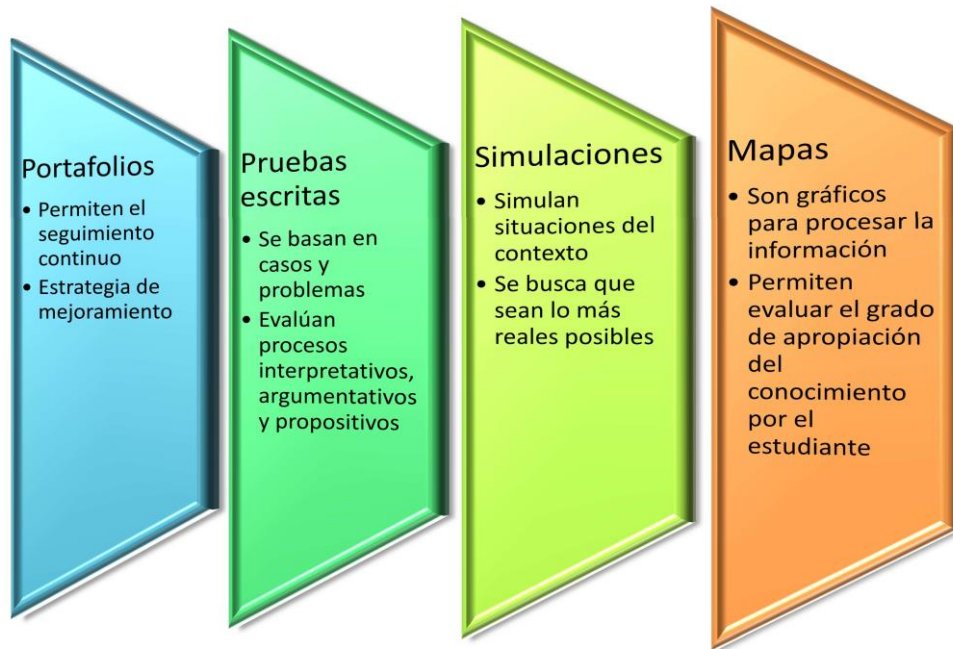 Portafolios
• Permiten el
seguimiento
continuo
• Estrategia de
mejoramiento
Pruebas
escritas
• Se basan en
casos y
problemas
• Evalúan
procesos
interpretativos,
argumentativos
y propositivos
Simulaciones
• Simulan
situaciones del
contexto
• Se busca que
sean lo más
reales posibles
Mapas
• Son gráficos
para procesar la
información
• Permiten
evaluar el grado
de apropiación
del
conocimiento
por el
estudiante